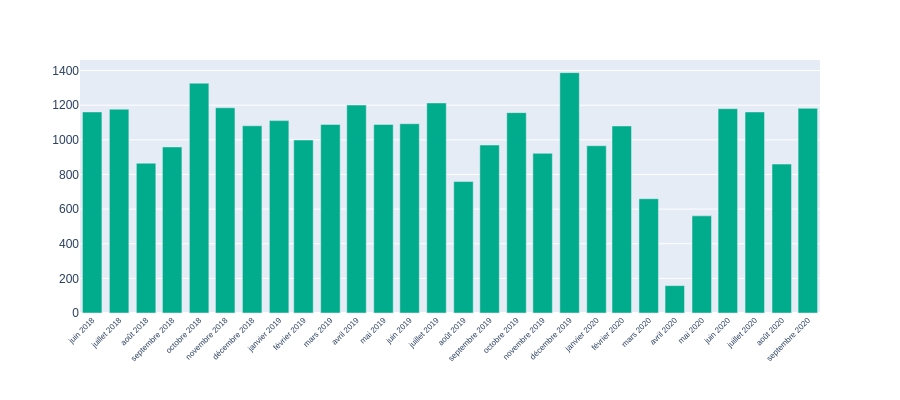 1400
1200
1000
800
600
400
200
0
juin 2018
juillet 2018
août 2018
septembre 2018
octobre 2018
novembre 2018
décembre 2018
janvier 2019
février 2019
mars 2019
avril 2019
mai 2019
juin 2019
juillet 2019
août 2019
septembre 2019
octobre 2019
novembre 2019
décembre 2019
janvier 2020
février 2020
mars 2020
avril 2020
mai 2020
juin 2020
juillet 2020
août 2020
septembre 2020